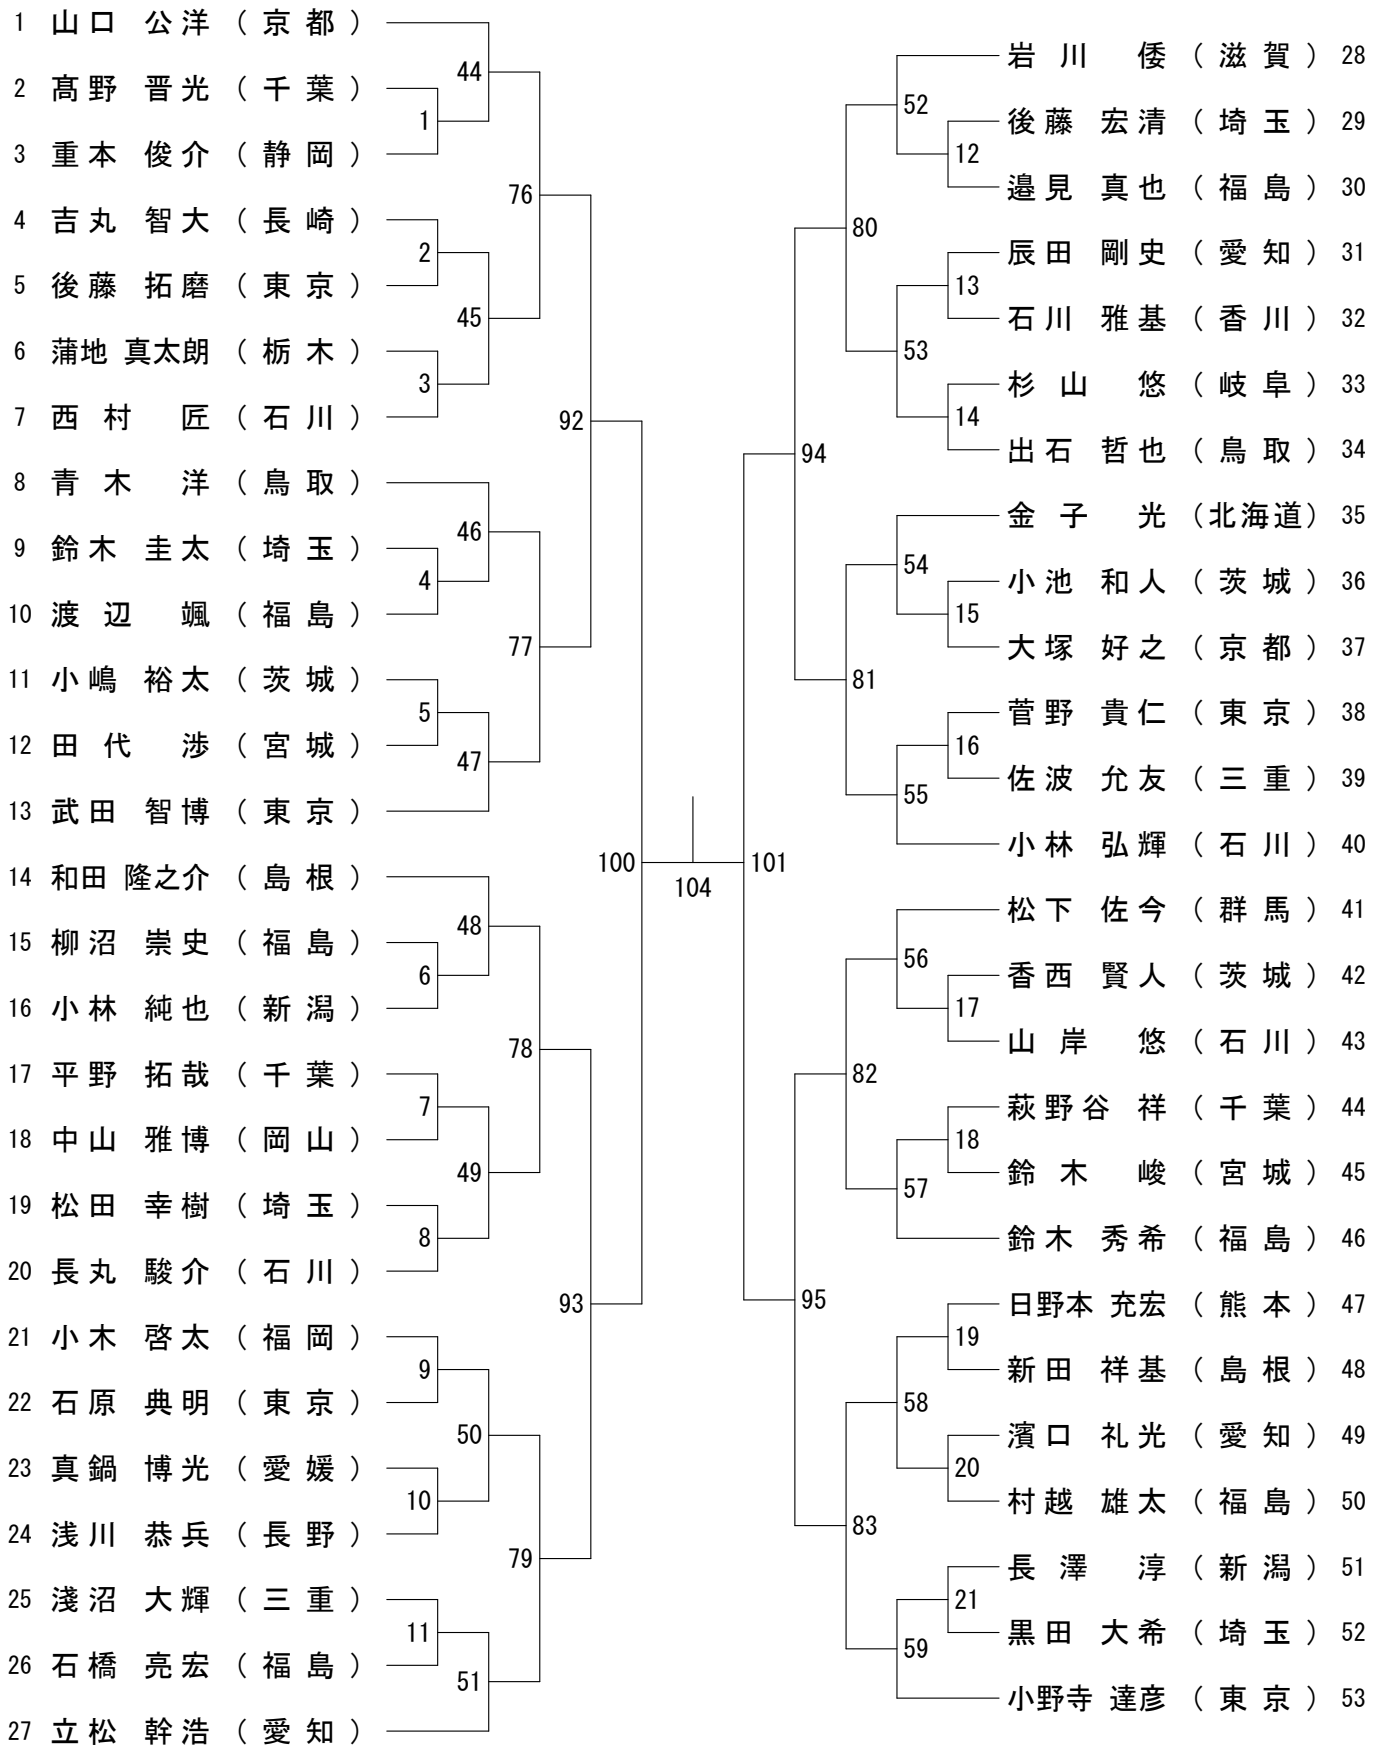 1 山口 公洋 (京都)
2 髙野 晋光 (千葉)
3 重本 俊介 (静岡)
4 吉丸 智大 (長崎)
5 後藤 拓磨 (東京)
6 蒲地 真太朗 (栃木)
7 西村 匠 (石川)
8 青木 洋 (鳥取)
9 鈴木 圭太 (埼玉)
10 渡辺 颯 (福島)
11 小嶋 裕太 (茨城)
12 田代 渉 (宮城)
13 武田 智博 (東京)
14 和田 隆之介 (島根)
15 柳沼 崇史 (福島)
16 小林 純也 (新潟)
17 平野 拓哉 (千葉)
18 中山 雅博 (岡山)
19 松田 幸樹 (埼玉)
20 長丸 駿介 (石川)
21 小木 啓太 (福岡)
22 石原 典明 (東京)
23 真鍋 博光 (愛媛)
24 浅川 恭兵 (長野)
25 淺沼 大輝 (三重)
26 石橋 亮宏 (福島)
27 立松 幹浩 (愛知)
1
2
3
4
5
6
7
8
9
10
11
44
45
46
47
48
49
50
51
76
77
78
79
92
93
100
104
101
94
95
80
81
82
83
52
53
54
55
56
57
58
59
12
13
14
15
16
17
18
19
20
21
岩川 倭 (滋賀) 28
後藤 宏清 (埼玉) 29
邉見 真也 (福島) 30
辰田 剛史 (愛知) 31
石川 雅基 (香川) 32
杉山 悠 (岐阜) 33
出石 哲也 (鳥取) 34
金子 光 (北海道) 35
小池 和人 (茨城) 36
大塚 好之 (京都) 37
菅野 貴仁 (東京) 38
佐波 允友 (三重) 39
小林 弘輝 (石川) 40
松下 佐今 (群馬) 41
香西 賢人 (茨城) 42
山岸 悠 (石川) 43
萩野谷 祥 (千葉) 44
鈴木 峻 (宮城) 45
鈴木 秀希 (福島) 46
日野本 充宏 (熊本) 47
新田 祥基 (島根) 48
濱口 礼光 (愛知) 49
村越 雄太 (福島) 50
長澤 淳 (新潟) 51
黒田 大希 (埼玉) 52
小野寺 達彦 (東京) 53